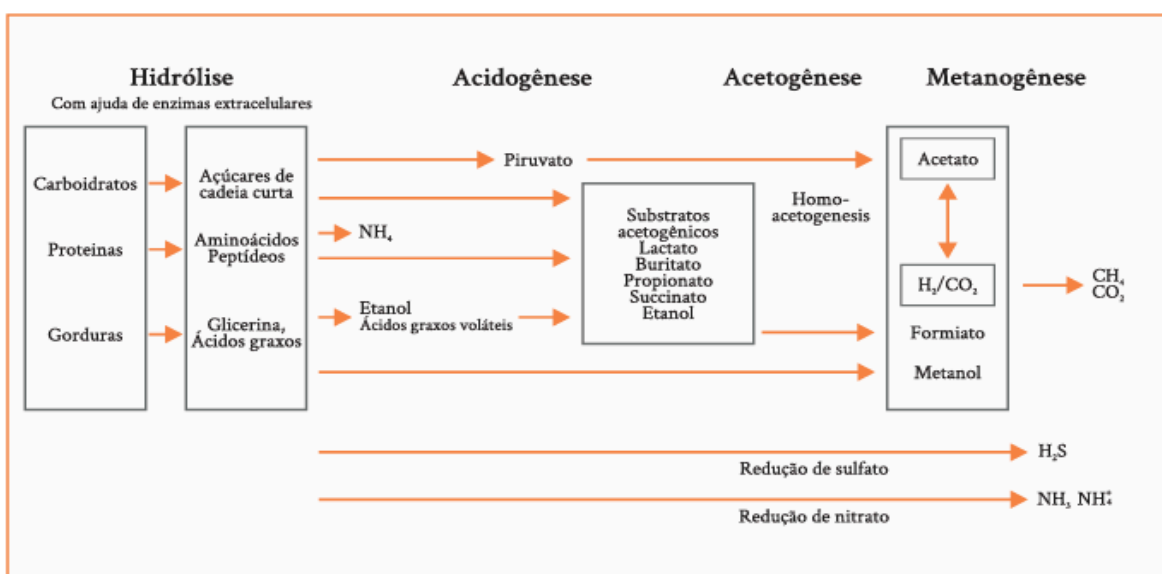 Hidrólise
Com ajuda de enzimas extracelulares
Acidogênese
Acetogênese
Metanogênese
Carboidratos
Proteinas
Gorduras
Açúcares de
cadeia curta
Aminoácidos
Peptídeos
Glicerina,
Ácidos graxos
Piruvato
NH₄
Etanol
Ácidos graxos voláteis
Substratos
acetogênicos
Lactato
Buritato
Propionato
Succinato
Etanol
Homo-
acetogenesis
Acetato
H₂/CO₂
Formiato
Metanol
CH₄
CO₂
Redução de sulfato
H₂S
Redução de nitrato
NH₃ NH₄⁺